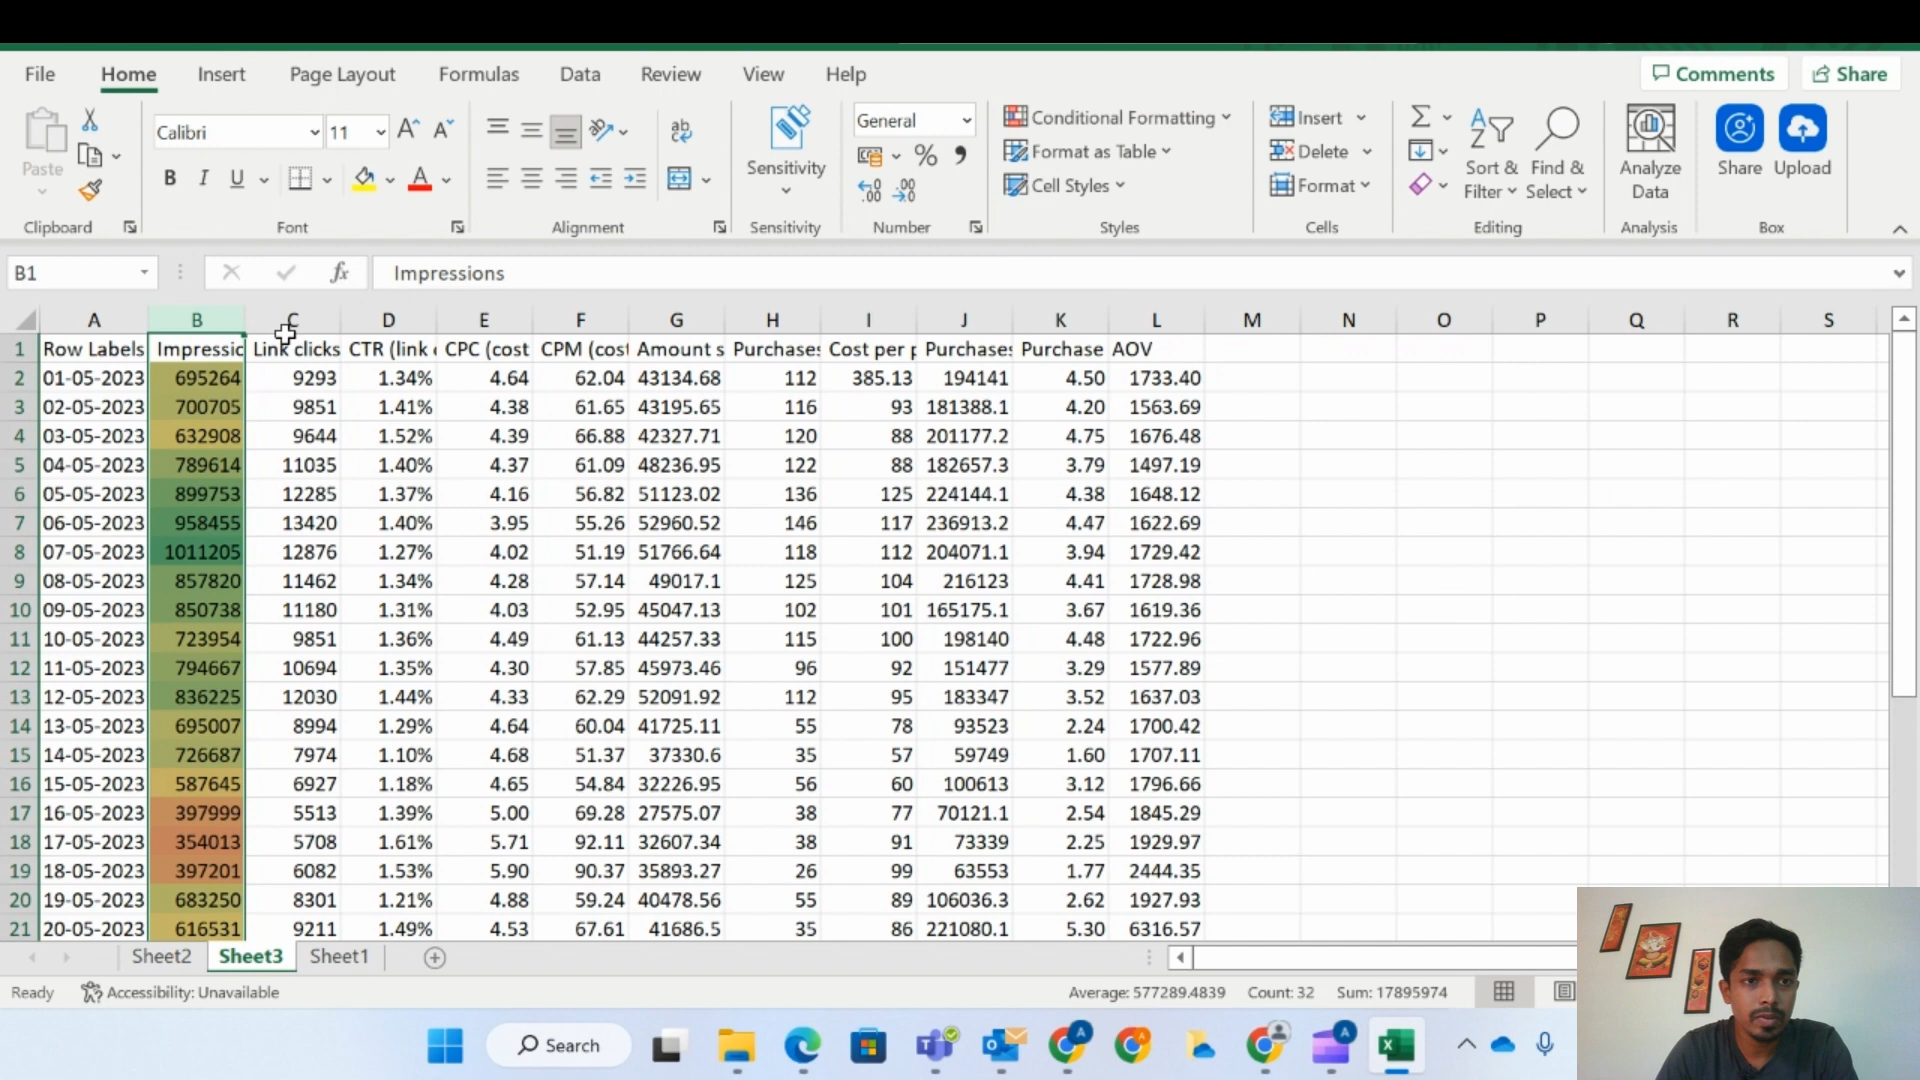 File Home Insert Page Layout Formulas Data Review View Help Comments Share
Calibri 11 General Conditional Formatting Insert
Paste Sensitivity Format as Table Delete Sort & Find & Analyze Share Upload
B I U Cell Styles Format Filter Select Data
Clipboard Font Alignment Sensitivity Number Styles Cells Editing Analysis Box
B1 fx Impressions
A B C D E F G H I J K L M N O P Q R S
1 Row Labels Impressic Link clicks CTR (link CPC (cost CPM (cost Amount s Purchases Cost per p Purchases Purchase AOV
2 01-05-2023 695264 9293 1.34% 4.64 62.04 43134.68 112 385.13 194141 4.50 1733.40
3 02-05-2023 700705 9851 1.41% 4.38 61.65 43195.65 116 93 181388.1 4.20 1563.69
4 03-05-2023 632908 9644 1.52% 4.39 66.88 42327.71 120 88 201177.2 4.75 1676.48
5 04-05-2023 789614 11035 1.40% 4.37 61.09 48236.95 122 88 182657.3 3.79 1497.19
6 05-05-2023 899753 12285 1.37% 4.16 56.82 51123.02 136 125 224144.1 4.38 1648.12
7 06-05-2023 958455 13420 1.40% 3.95 55.26 52960.52 146 117 236913.2 4.47 1622.69
8 07-05-2023 1011205 12876 1.27% 4.02 51.19 51766.64 118 112 204071.1 3.94 1729.42
9 08-05-2023 857820 11462 1.34% 4.28 57.14 49017.1 125 104 216123 4.41 1728.98
10 09-05-2023 850738 11180 1.31% 4.03 52.95 45047.13 102 101 165175.1 3.67 1619.36
11 10-05-2023 723954 9851 1.36% 4.49 61.13 44257.33 115 100 198140 4.48 1722.96
12 11-05-2023 794667 10694 1.35% 4.30 57.85 45973.46 96 92 151477 3.29 1577.89
13 12-05-2023 836225 12030 1.44% 4.33 62.29 52091.92 112 95 183347 3.52 1637.03
14 13-05-2023 695007 8994 1.29% 4.64 60.04 41725.11 55 78 93523 2.24 1700.42
15 14-05-2023 726687 7974 1.10% 4.68 51.37 37330.6 35 57 59749 1.60 1707.11
16 15-05-2023 587645 6927 1.18% 4.65 54.84 32226.95 56 60 100613 3.12 1796.66
17 16-05-2023 397999 5513 1.39% 5.00 69.28 27575.07 38 77 70121.1 2.54 1845.29
18 17-05-2023 354013 5708 1.61% 5.71 92.11 32607.34 38 91 73339 2.25 1929.97
19 18-05-2023 397201 6082 1.53% 5.90 90.37 35893.27 26 99 63553 1.77 2444.35
20 19-05-2023 683250 8301 1.21% 4.88 59.24 40478.56 55 89 106036.3 2.62 1927.93
21 20-05-2023 616531 9211 1.49% 4.53 67.61 41686.5 35 86 221080.1 5.30 6316.57
Sheet2 Sheet3 Sheet1
Ready Accessibility: Unavailable Average: 577289.4839 Count: 32 Sum: 17895974
Search